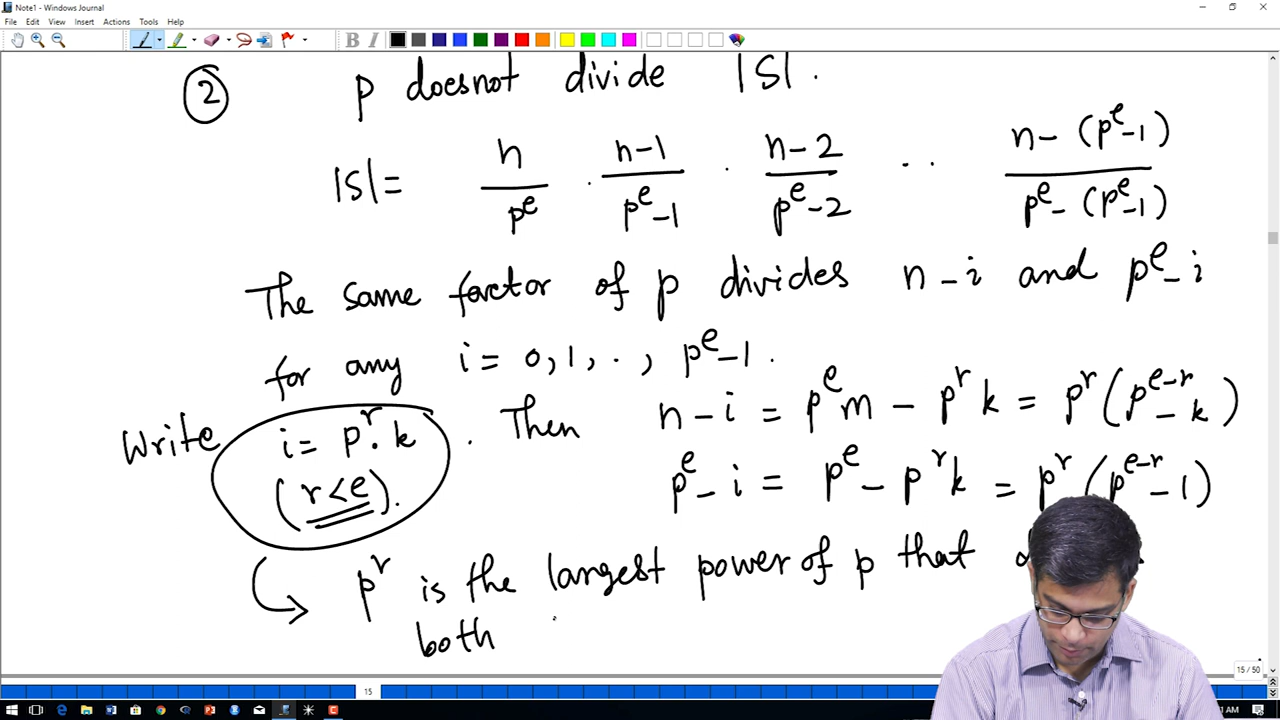 Note1 - Windows Journal
File Edit View Insert Actions Tools Help
② p doesnot divide |S|.
|S|= n/p^e · (n-1)/(p^e-1) · (n-2)/(p^e-2) .. (n-(p^e-1))/(p^e-(p^e-1))
The same factor of p divides n-i and p^e-i
for any i= 0,1, ., p^e-1.
Write i= p^r·k . Then n-i = p^e m - p^r k = p^r(p^{e-r}-k)
(r<e). p^e-i = p^e - p^r k = p^r(p^{e-r}-1)
p^r is the largest power of p that
both
15 / 50
15